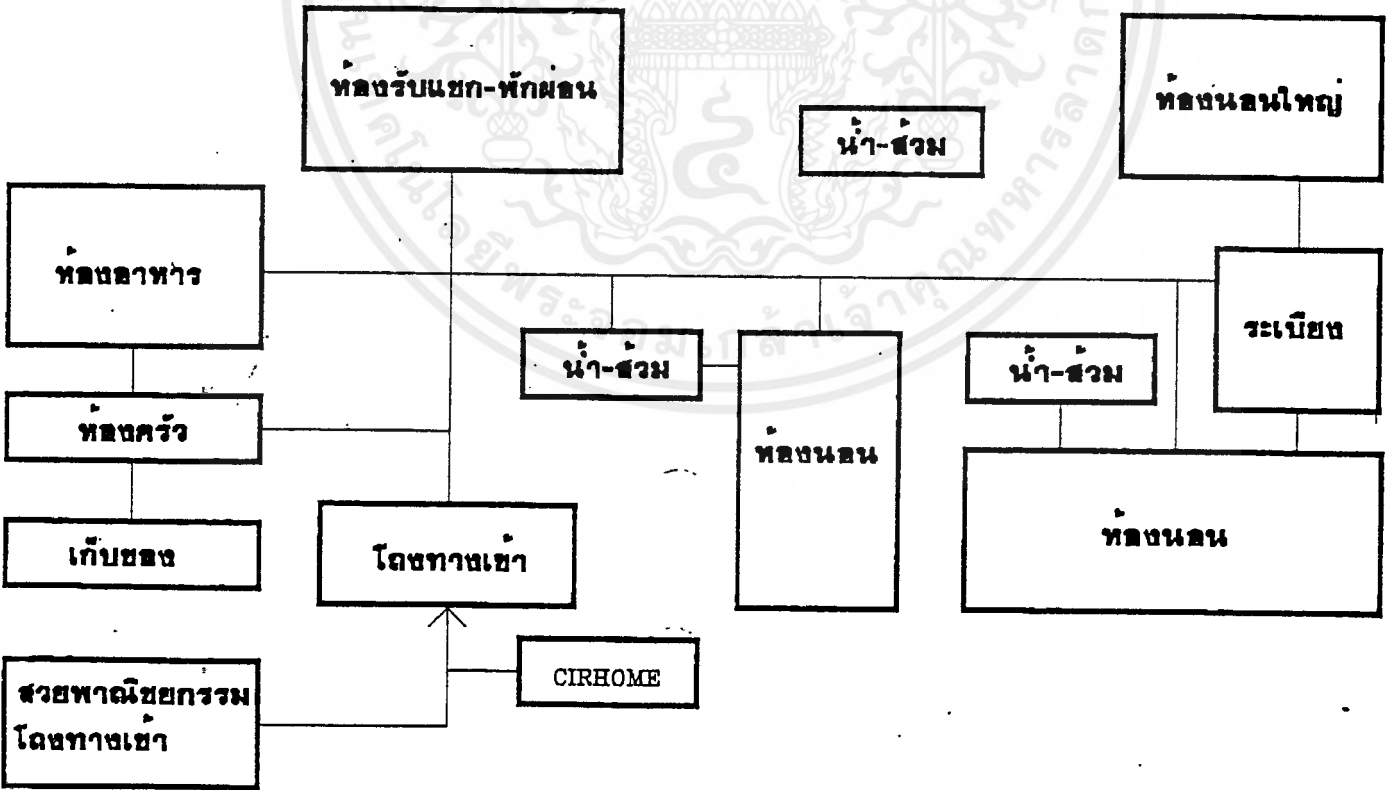 ห้องรับแขก-พักผ่อน
น้ำ-ส้วม
ห้องนอนใหญ่
ห้องอาหาร
ระเบียง
น้ำ-ส้วม
น้ำ-ส้วม
ห้องครัว
ห้องนอน
ห้องนอน
เก็บของ
โถงทางเข้า
CIRHOME
สวยพาณิชยกรรม
โถงทางเข้า